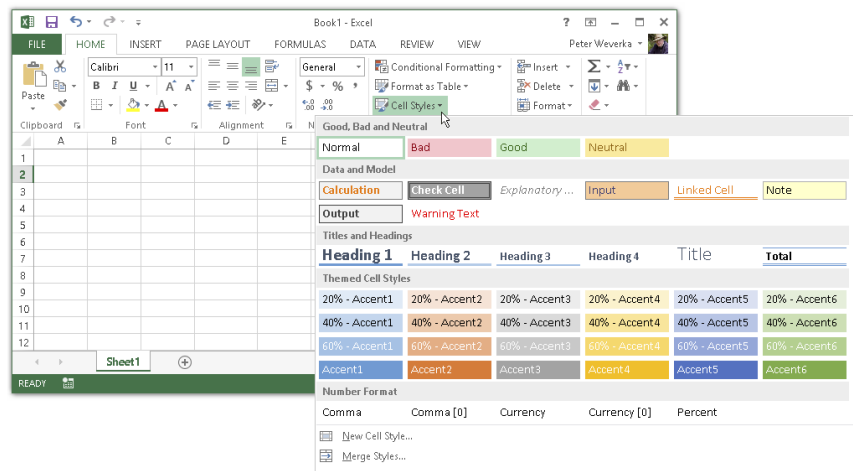 Book1 - Excel ?
FILE HOME INSERT PAGE LAYOUT FORMULAS DATA REVIEW VIEW Peter Weverka
Calibri 11 General Conditional Formatting Insert Σ
Paste B I U A A $ % , Format as Table Delete
A Cell Styles Format
Clipboard Font Alignment N
A B C D E
1
2
3
4
5
6
7
8
9
10
11
12
Sheet1
READY
Good, Bad and Neutral
Normal Bad Good Neutral
Data and Model
Calculation Check Cell Explanatory ... Input Linked Cell Note
Output Warning Text
Titles and Headings
Heading 1 Heading 2 Heading 3 Heading 4 Title Total
Themed Cell Styles
20% - Accent1 20% - Accent2 20% - Accent3 20% - Accent4 20% - Accent5 20% - Accent6
40% - Accent1 40% - Accent2 40% - Accent3 40% - Accent4 40% - Accent5 40% - Accent6
60% - Accent1 60% - Accent2 60% - Accent3 60% - Accent4 60% - Accent5 60% - Accent6
Accent1 Accent2 Accent3 Accent4 Accent5 Accent6
Number Format
Comma Comma [0] Currency Currency [0] Percent
New Cell Style...
Merge Styles...